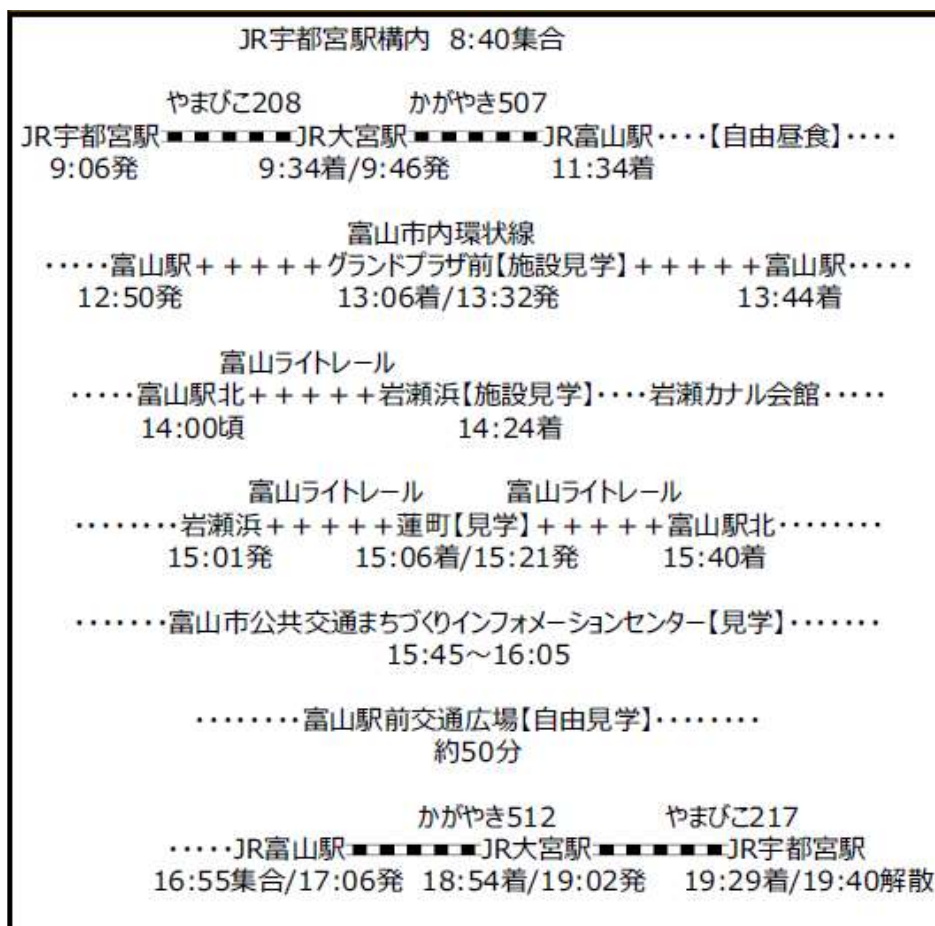 JR宇都宮駅構内 8:40集合
やまびこ208 かがやき507
JR宇都宮駅■■■■■JR大宮駅■■■■■JR富山駅････【自由昼食】････
9:06発 9:34着/9:46発 11:34着
富山市内環状線
･････富山駅+++++グランドプラザ前【施設見学】+++++富山駅･････
12:50発 13:06着/13:32発 13:44着
富山ライトレール
･････富山駅北+++++岩瀬浜【施設見学】････岩瀬カナル会館･････
14:00頃 14:24着
富山ライトレール 富山ライトレール
････････岩瀬浜+++++蓮町【見学】+++++富山駅北････････
15:01発 15:06着/15:21発 15:40着
･･･････富山市公共交通まちづくりインフォメーションセンター【見学】･･･････
15:45～16:05
････････富山駅前交通広場【自由見学】････････
約50分
かがやき512 やまびこ217
･････JR富山駅■■■■■JR大宮駅■■■■■JR宇都宮駅
16:55集合/17:06発 18:54着/19:02発 19:29着/19:40解散